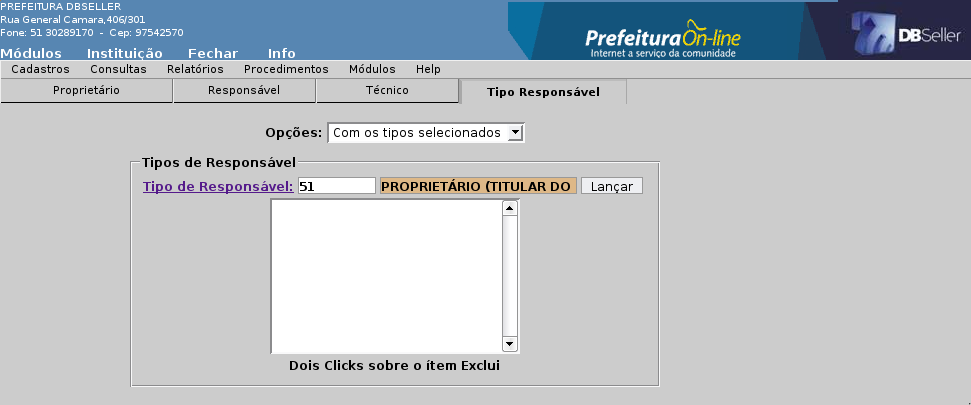 PREFEITURA DBSELLER
Rua General Camara,406/301
Fone: 51 30289170 - Cep: 97542570
Módulos Instituição Fechar Info
Prefeitura On-line
Internet a serviço da comunidade
DBSeller
Cadastros Consultas Relatórios Procedimentos Módulos Help
Proprietário Responsável Técnico Tipo Responsável
Opções: Com os tipos selecionados
Tipos de Responsável
Tipo de Responsável: 51 PROPRIETÁRIO (TITULAR DO Lançar
Dois Clicks sobre o ítem Exclui